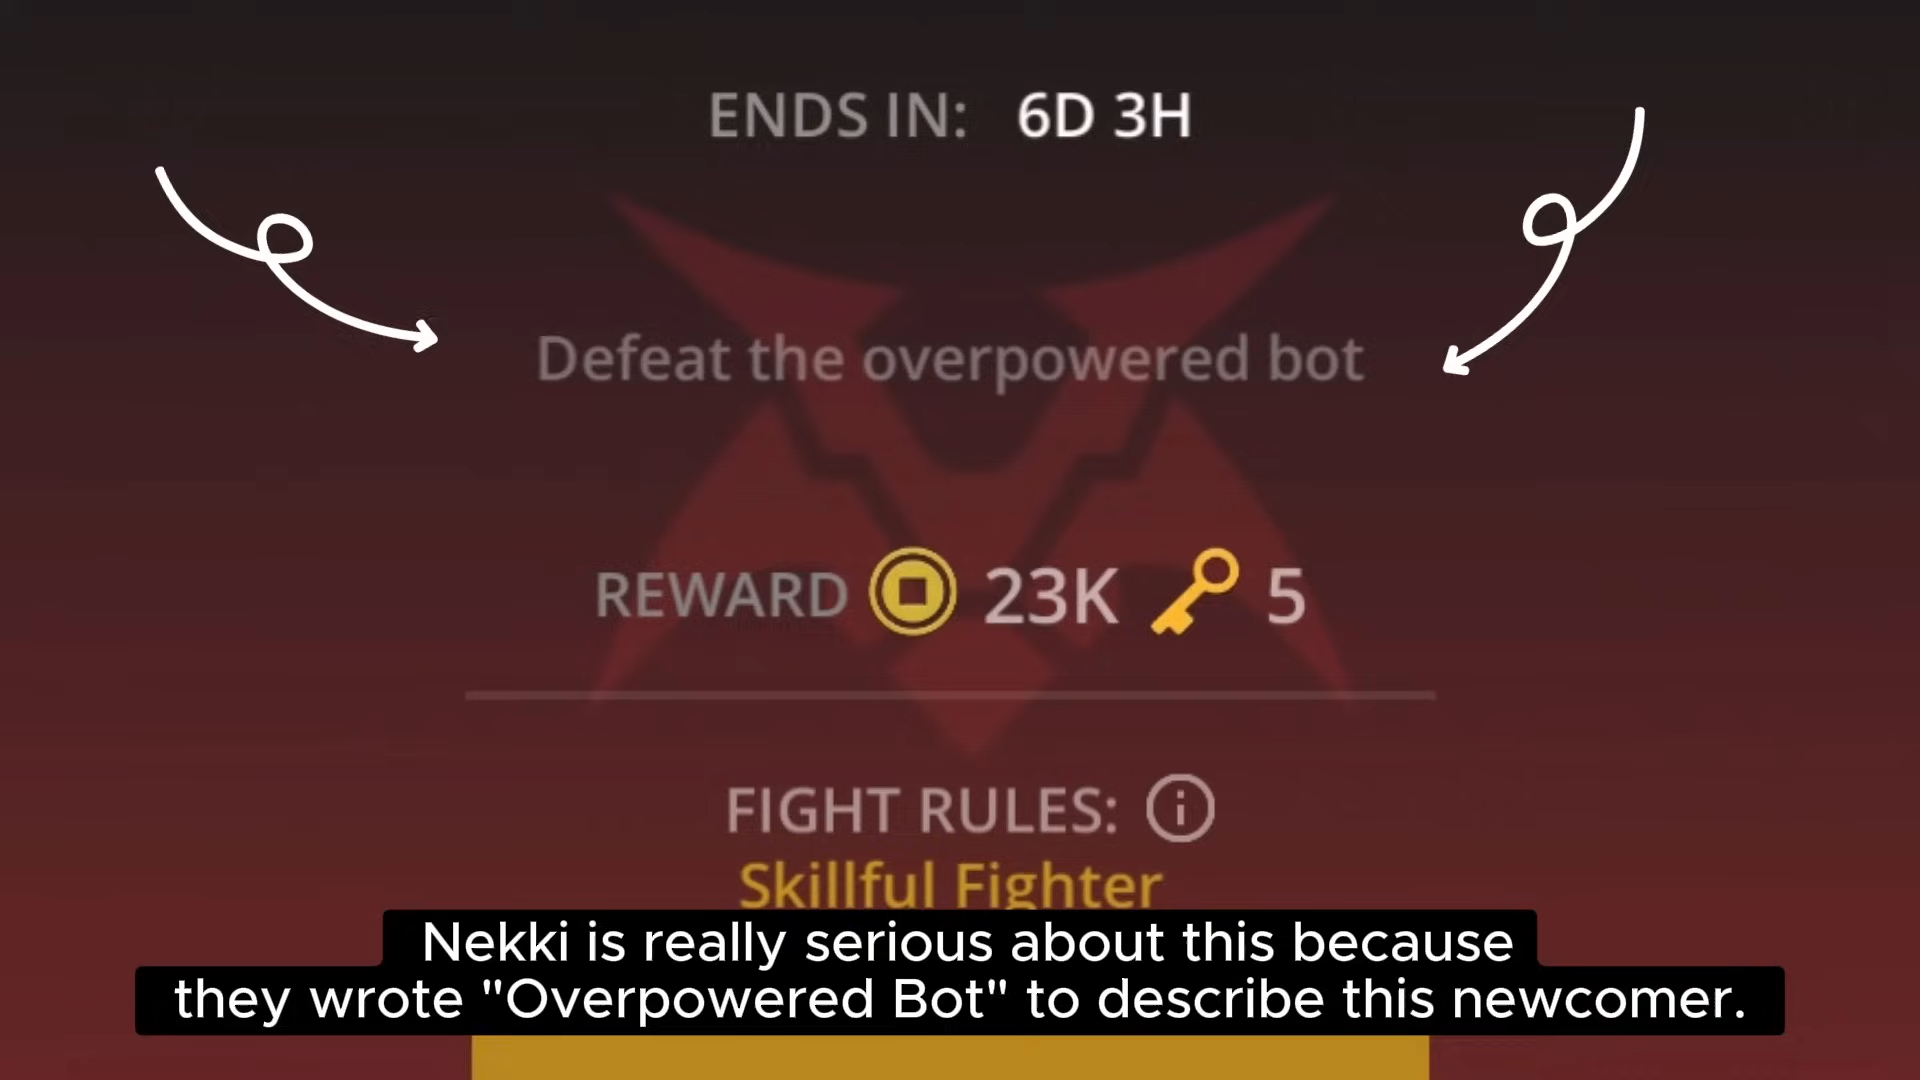 ENDS IN: 6D 3H
Defeat the overpowered bot
REWARD 23K 5
FIGHT RULES: i
Skillful Fighter
Nekki is really serious about this because
they wrote "Overpowered Bot" to describe this newcomer.